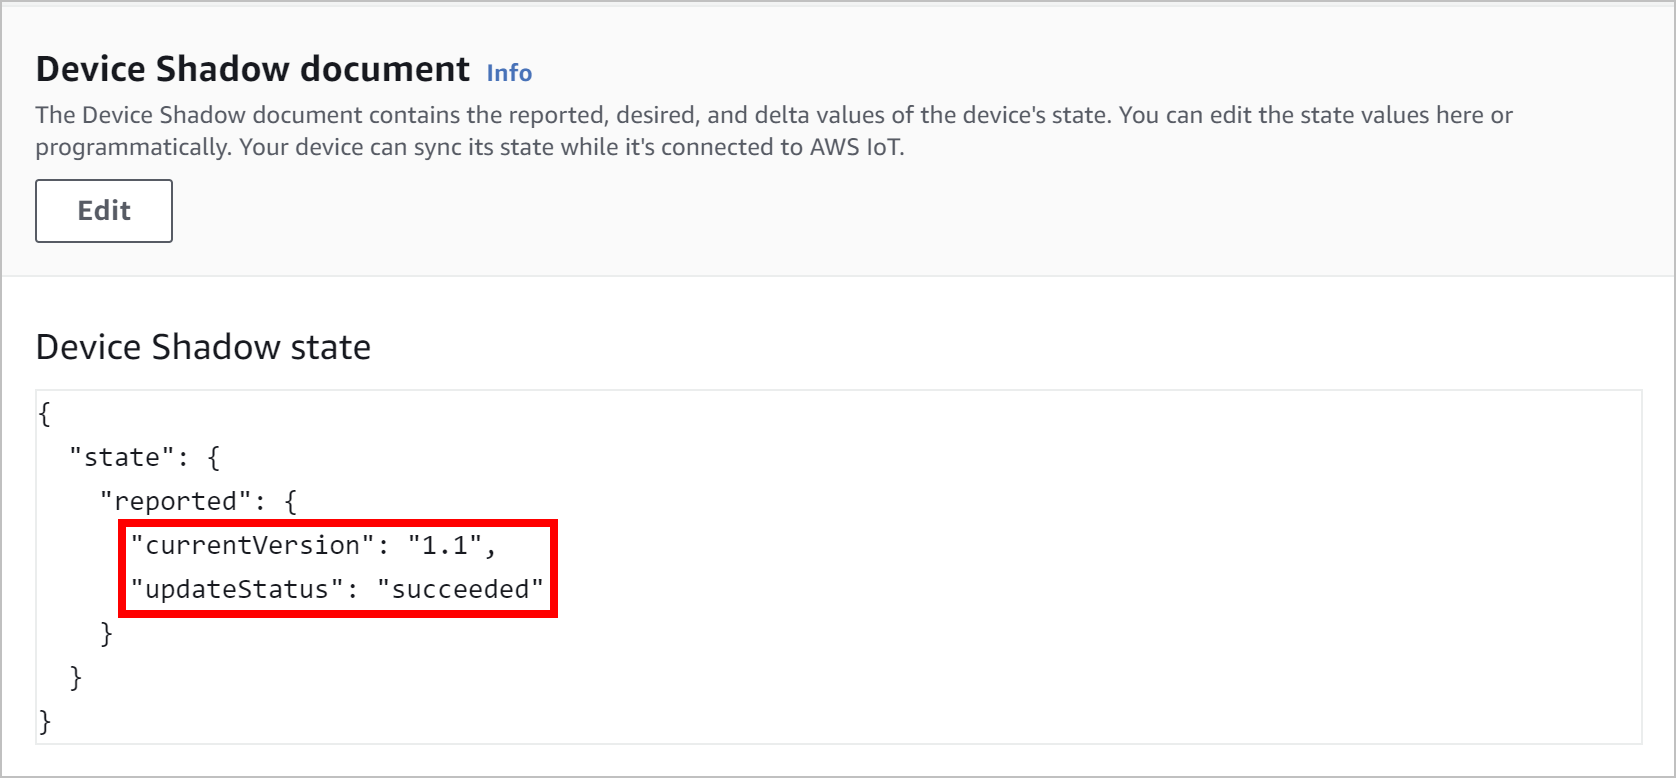 Device Shadow document Info
The Device Shadow document contains the reported, desired, and delta values of the device's state. You can edit the state values here or
programmatically. Your device can sync its state while it's connected to AWS IoT.
Edit
Device Shadow state
{
  "state": {
    "reported": {
      "currentVersion": "1.1",
      "updateStatus": "succeeded"
    }
  }
}